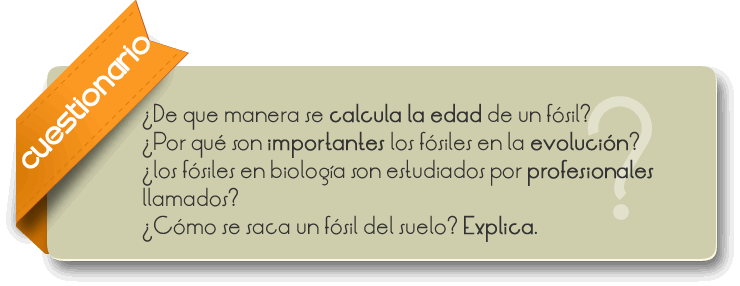 cuestionario
¿De que manera se calcula la edad de un fósil?
¿Por qué son importantes los fósiles en la evolución?
¿los fósiles en biología son estudiados por profesionales
llamados?
¿Cómo se saca un fósil del suelo? Explica.
?